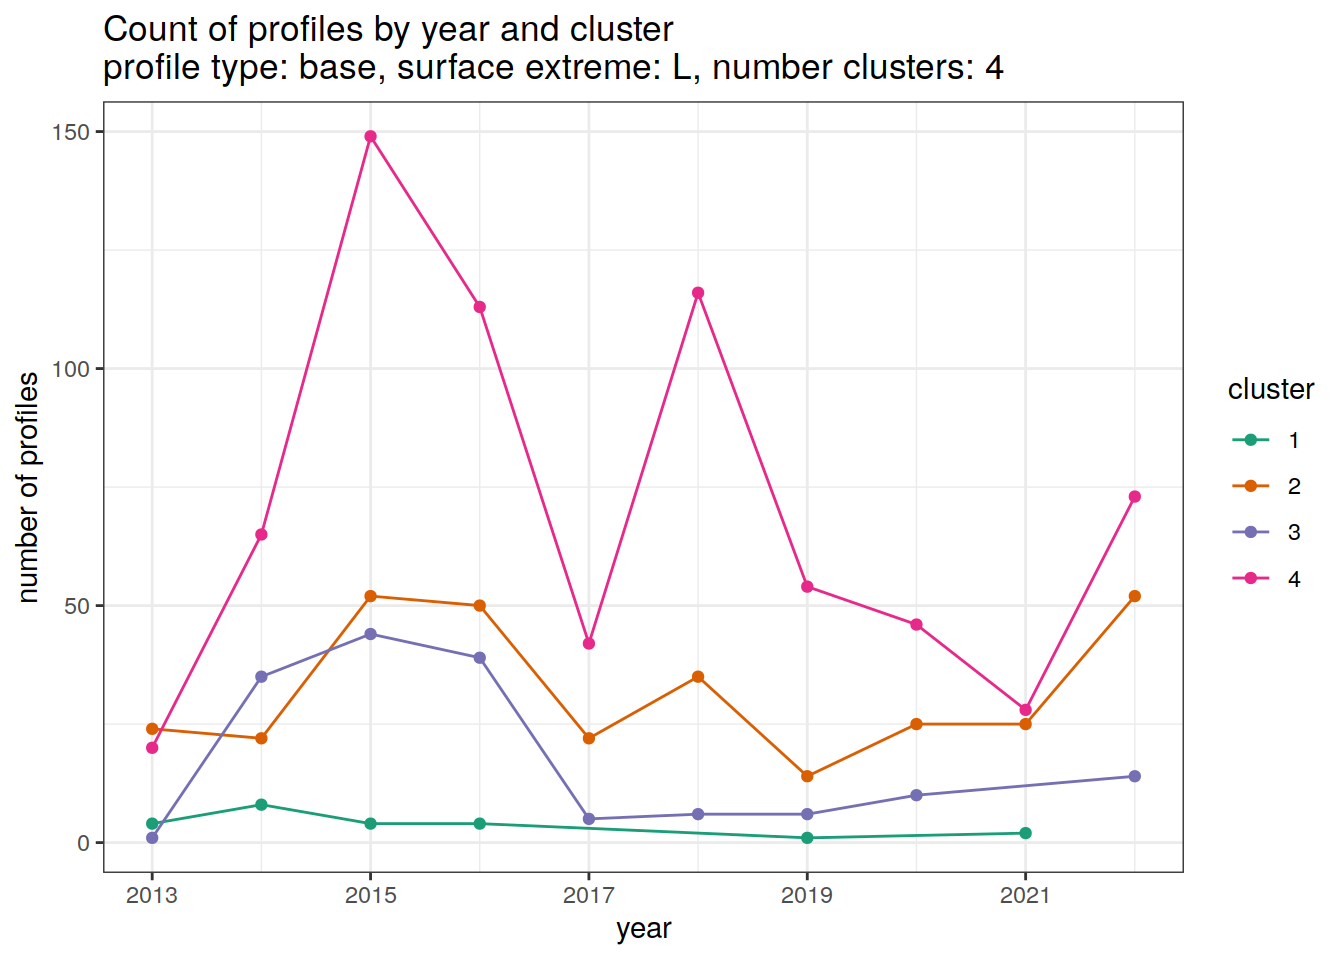 Count of profiles by year and cluster
profile type: base, surface extreme: L, number clusters: 4
150
100
50
0
number of profiles
2013 2015 2017 2019 2021
year
cluster
1
2
3
4